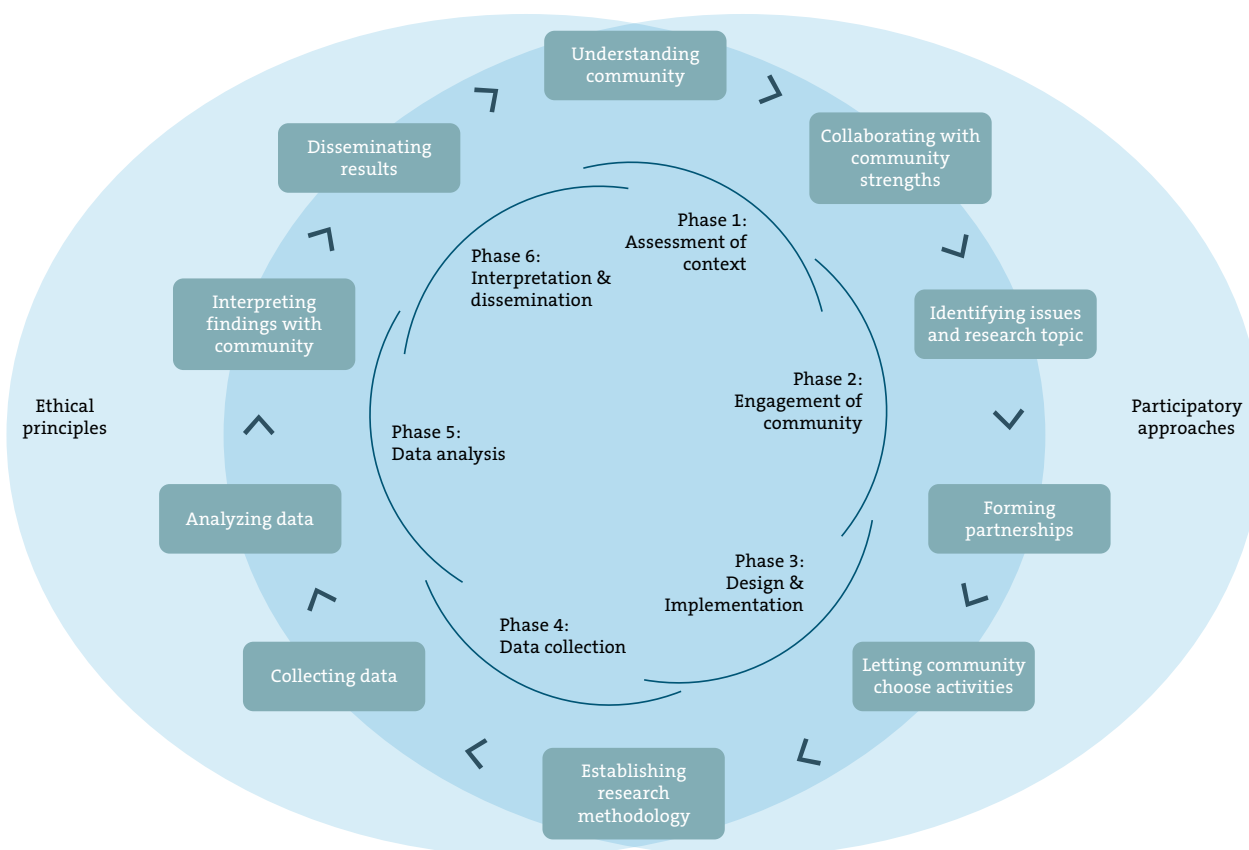 Understanding
community
Collaborating with
community
strengths
Identifying issues
and research topic
Forming
partnerships
Letting community
choose activities
Establishing
research
methodology
Collecting data
Analyzing data
Interpreting
findings with
community
Disseminating
results
Phase 1:
Assessment of
context
Phase 2:
Engagement of
community
Phase 3:
Design &
Implementation
Phase 4:
Data collection
Phase 5:
Data analysis
Phase 6:
Interpretation &
dissemination
Ethical
principles
Participatory
approaches